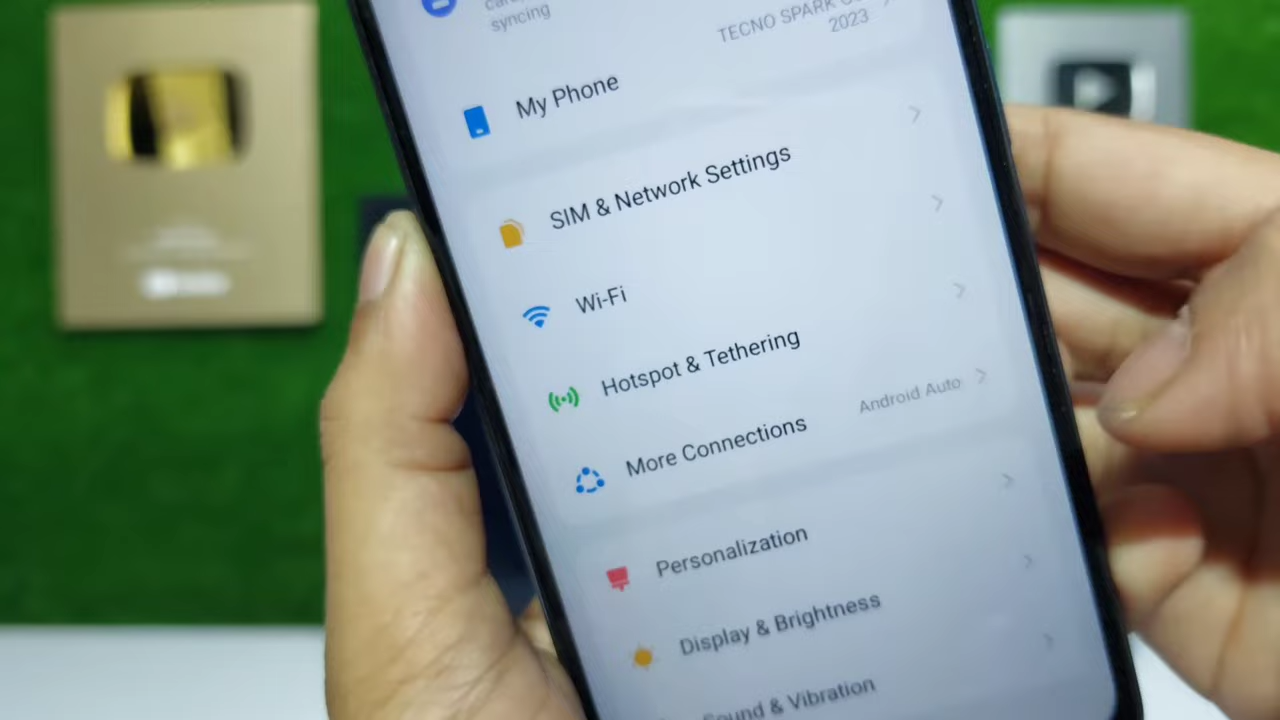 syncing
TECNO SPARK
2023
My Phone
SIM & Network Settings
Wi-Fi
Hotspot & Tethering
More Connections
Android Auto
Personalization
Display & Brightness
Sound & Vibration